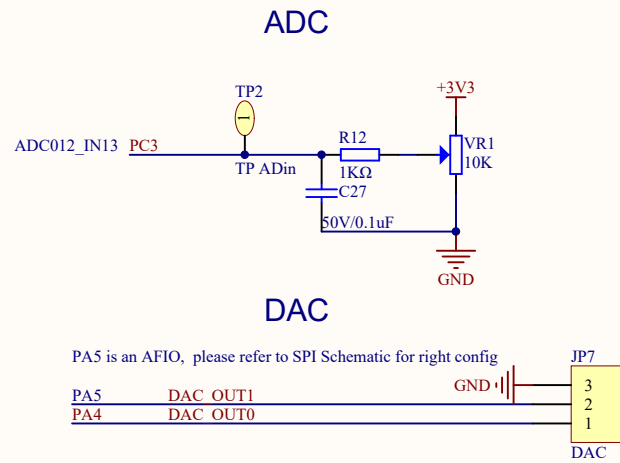 ADC
+3V3
TP2
1
R12
VR1
ADC012_IN13 PC3
TP ADin
1KΩ
10K
C27
50V/0.1uF
GND
DAC
PA5 is an AFIO, please refer to SPI Schematic for right config
JP7
GND
3
PA5 DAC_OUT1
2
PA4 DAC_OUT0
1
DAC